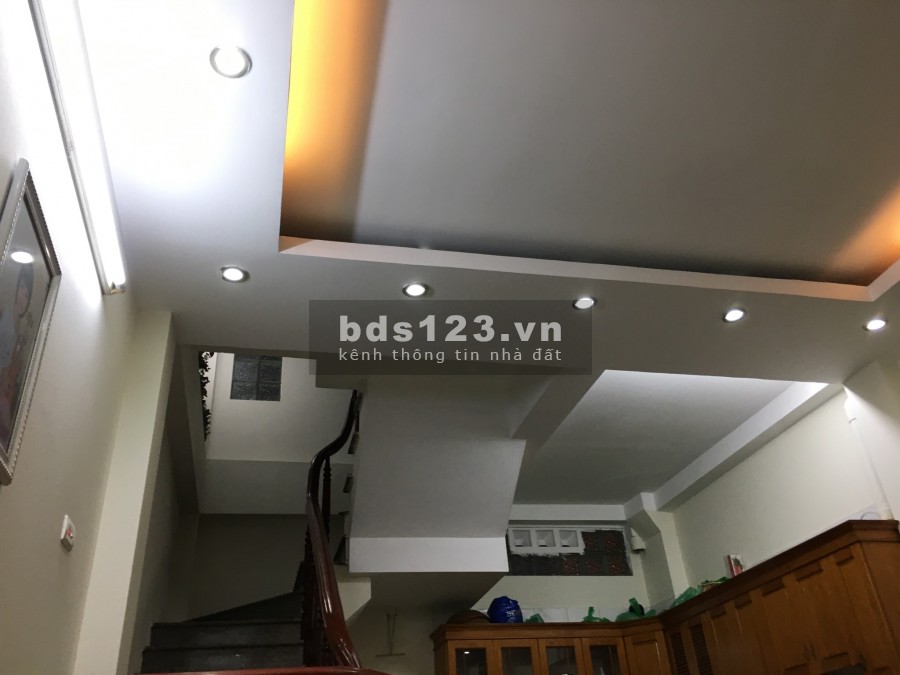 bds123.vn
kênh thông tin nhà đất